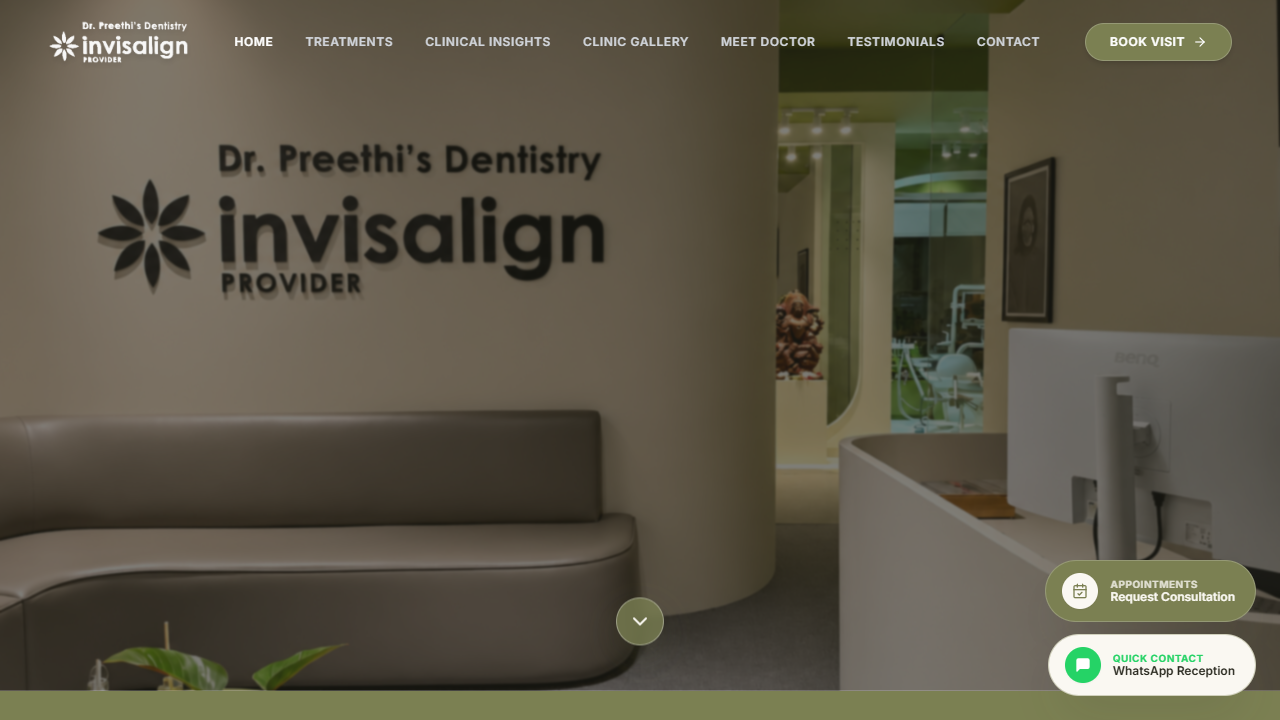 Dr. Preethi's Dentistry
invisalign
PROVIDER
HOME
TREATMENTS
CLINICAL INSIGHTS
CLINIC GALLERY
MEET DOCTOR
TESTIMONIALS
CONTACT
BOOK VISIT
Dr. Preethi's Dentistry
invisalign
PROVIDER
BenQ
APPOINTMENTS
Request Consultation
QUICK CONTACT
WhatsApp Reception